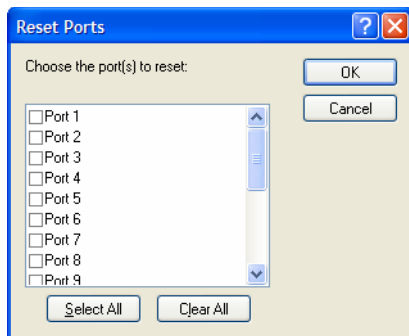 Reset Ports
?
Choose the port(s) to reset:
OK
Cancel
Port 1
Port 2
Port 3
Port 4
Port 5
Port 6
Port 7
Port 8
Port 9
Select All
Clear All